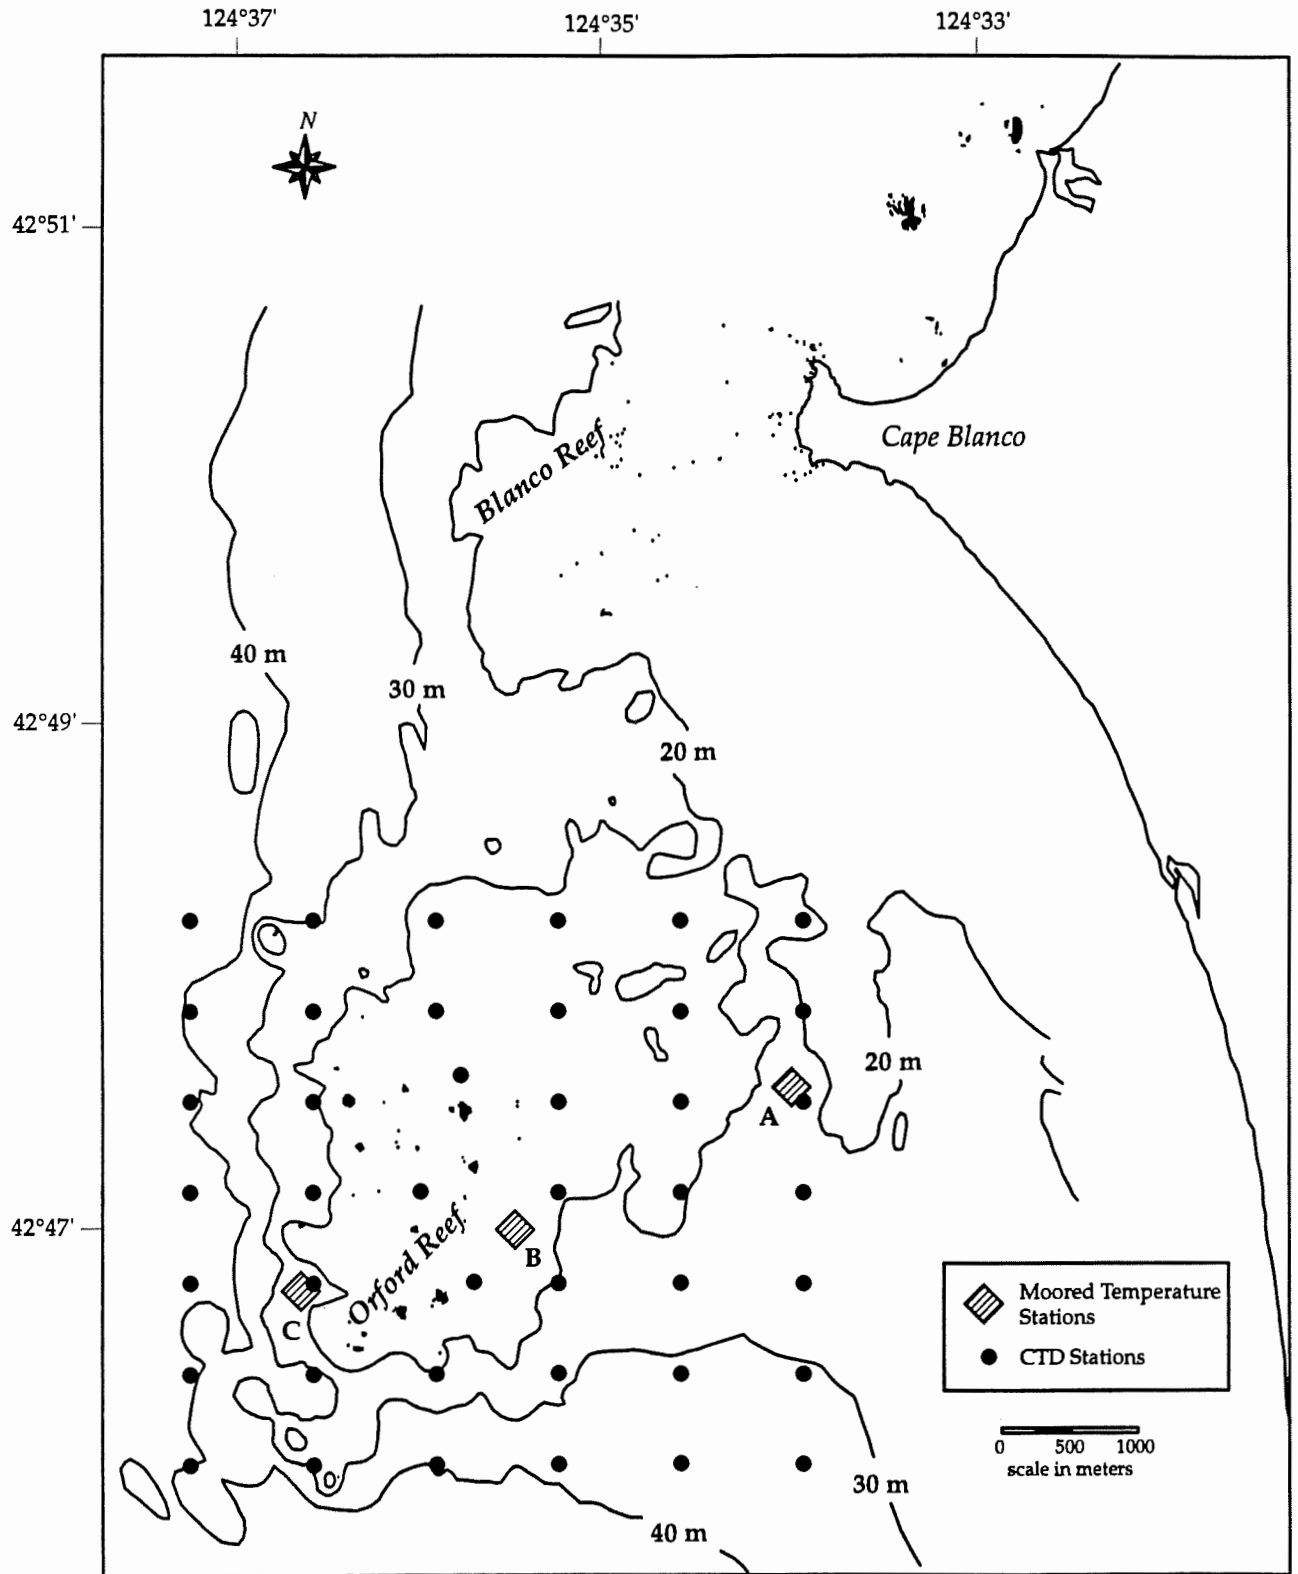 124°37'
124°35'
124°33'
N
42°51'
Cape Blanco
Blanco Reef
40 m
30 m
42°49'
20 m
20 m
A
42°47'
B
Orford Reef
C
Moored Temperature
Stations
CTD Stations
0 500 1000
scale in meters
30 m
40 m